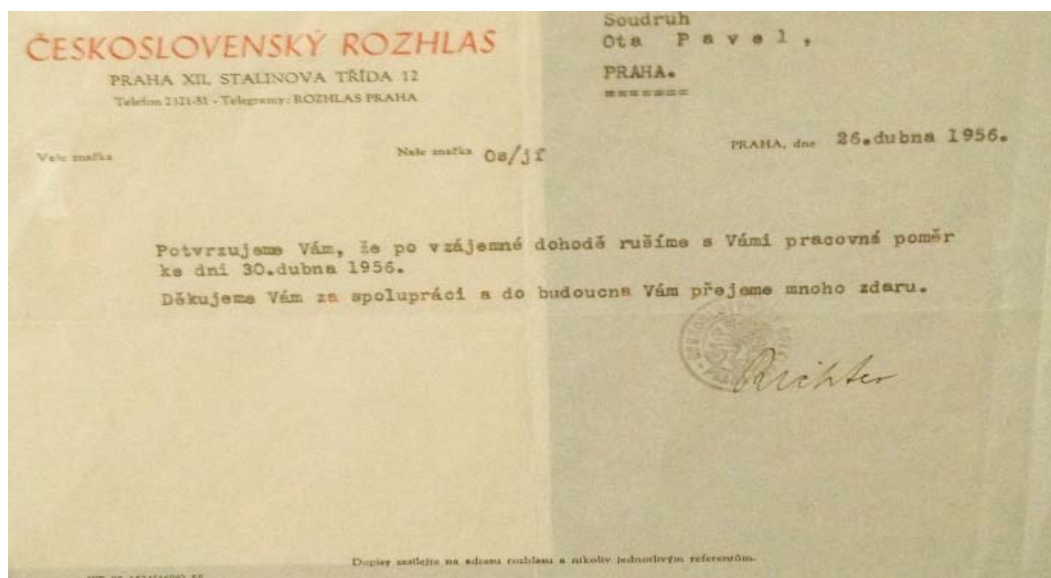 ČESKOSLOVENSKÝ ROZHLAS
PRAHA XII, STALINOVA TŘÍDA 12
Telefon 2321-51 - Telegramy: ROZHLAS PRAHA
Soudruh
Ota Pavel,
PRAHA.
=======
Vaše značka
Naše značka Os/jf
PRAHA, dne 26.dubna 1956.
Potvrzujeme Vám, že po vzájemné dohodě rušíme s Vámi pracovná poměr
ke dni 30.dubna 1956.
Děkujeme Vám za spolupráci a do budoucna Vám přejeme mnoho zdaru.
Richter
Dopisy zasílejte na adresu rozhlasu a nikoliv jednotlivým referentům.